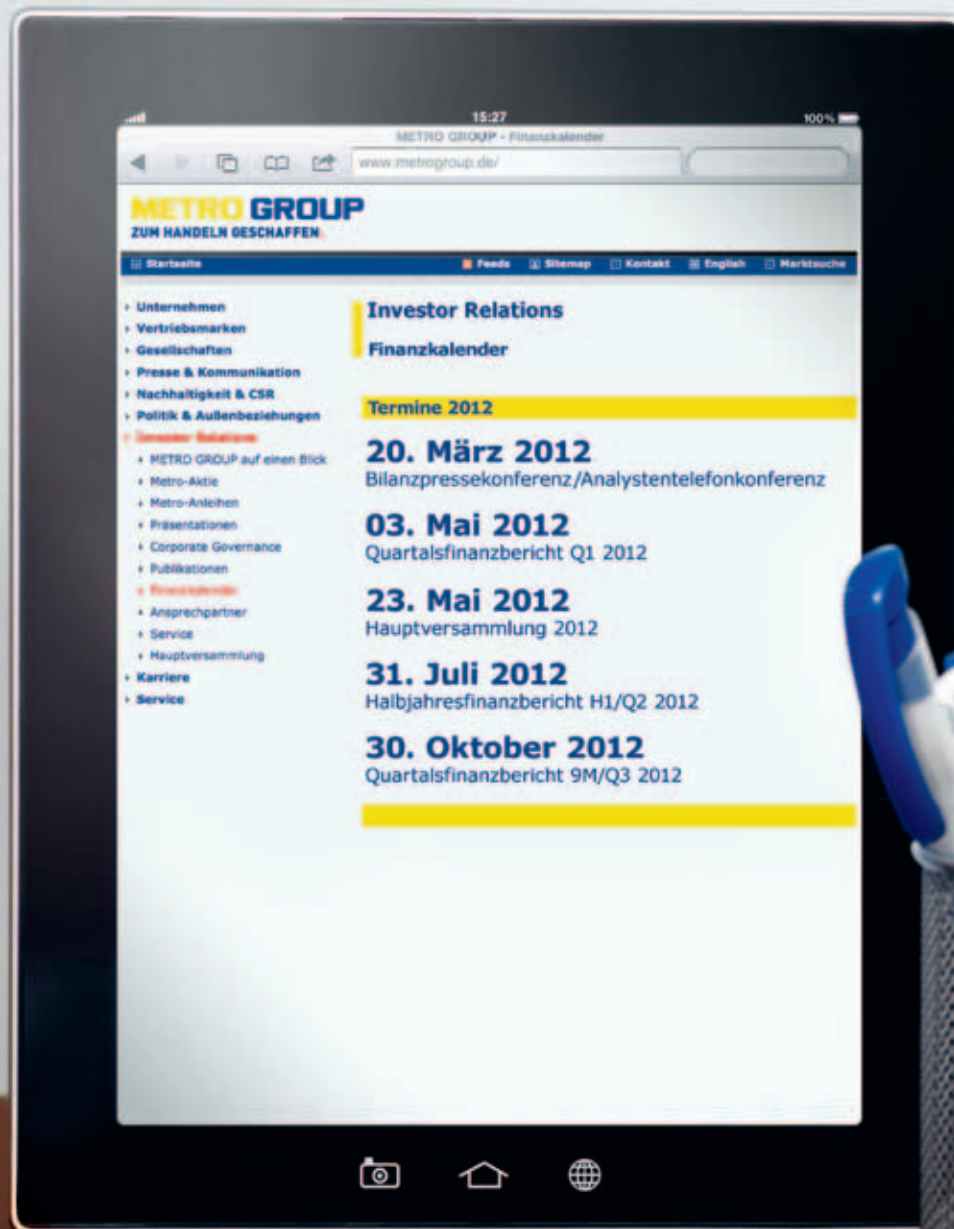 15:27
100%
METRO GROUP - Finanzkalender
www.metrogroup.de/
METRO GROUP
ZUM HANDELN GESCHAFFEN.
Startseite
Feeds
Sitemap
Kontakt
English
Marktsuche
Unternehmen
Vertriebsmarken
Gesellschaften
Presse & Kommunikation
Nachhaltigkeit & CSR
Politik & Außenbeziehungen
Investor Relations
METRO GROUP auf einen Blick
Metro-Aktie
Metro-Anleihen
Präsentationen
Corporate Governance
Publikationen
Finanzkalender
Ansprechpartner
Service
Hauptversammlung
Karriere
Service
Investor Relations
Finanzkalender
Termine 2012
20. März 2012
Bilanzpressekonferenz/Analystentelefonkonferenz
03. Mai 2012
Quartalsfinanzbericht Q1 2012
23. Mai 2012
Hauptversammlung 2012
31. Juli 2012
Halbjahresfinanzbericht H1/Q2 2012
30. Oktober 2012
Quartalsfinanzbericht 9M/Q3 2012